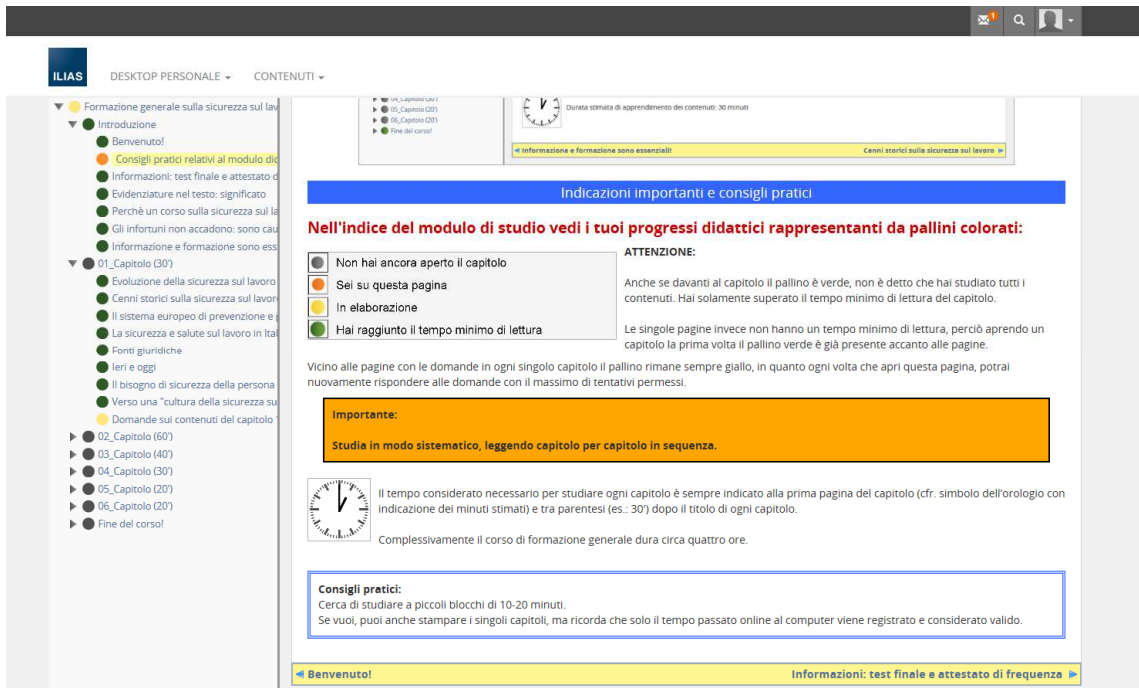 1
ILIAS
DESKTOP PERSONALE
CONTENUTI
Formazione generale sulla sicurezza sul lav
Introduzione
Benvenuto!
Consigli pratici relativi al modulo did
Informazioni: test finale e attestato d
Evidenziature nel testo: significato
Perchè un corso sulla sicurezza sul la
Gli infortuni non accadono: sono cau
Informazione e formazione sono ess
01_Capitolo (30')
Evoluzione della sicurezza sul lavoro
Cenni storici sulla sicurezza sul lavor
Il sistema europeo di prevenzione e p
La sicurezza e salute sul lavoro in Ital
Fonti giuridiche
Ieri e oggi
Il bisogno di sicurezza della persona
Verso una "cultura della sicurezza su
Domande sui contenuti del capitolo
02_Capitolo (60')
03_Capitolo (40')
04_Capitolo (30')
05_Capitolo (20')
06_Capitolo (20')
Fine del corso!
04_Capitolo (30')
05_Capitolo (20')
06_Capitolo (20')
Fine del corso!
Durata stimata di apprendimento dei contenuti: 30 minuti
Informazione e formazione sono essenziali!
Cenni storici sulla sicurezza sul lavoro
Indicazioni importanti e consigli pratici
Nell'indice del modulo di studio vedi i tuoi progressi didattici rappresentanti da pallini colorati:
Non hai ancora aperto il capitolo
Sei su questa pagina
In elaborazione
Hai raggiunto il tempo minimo di lettura
ATTENZIONE:
Anche se davanti al capitolo il pallino è verde, non è detto che hai studiato tutti i
contenuti. Hai solamente superato il tempo minimo di lettura del capitolo.
Le singole pagine invece non hanno un tempo minimo di lettura, perciò aprendo un
capitolo la prima volta il pallino verde è già presente accanto alle pagine.
Vicino alle pagine con le domande in ogni singolo capitolo il pallino rimane sempre giallo, in quanto ogni volta che apri questa pagina, potrai
nuovamente rispondere alle domande con il massimo di tentativi permessi.
Importante:
Studia in modo sistematico, leggendo capitolo per capitolo in sequenza.
Il tempo considerato necessario per studiare ogni capitolo è sempre indicato alla prima pagina del capitolo (cfr. simbolo dell'orologio con
indicazione dei minuti stimati) e tra parentesi (es.: 30') dopo il titolo di ogni capitolo.
Complessivamente il corso di formazione generale dura circa quattro ore.
Consigli pratici:
Cerca di studiare a piccoli blocchi di 10-20 minuti.
Se vuoi, puoi anche stampare i singoli capitoli, ma ricorda che solo il tempo passato online al computer viene registrato e considerato valido.
Benvenuto!
Informazioni: test finale e attestato di frequenza